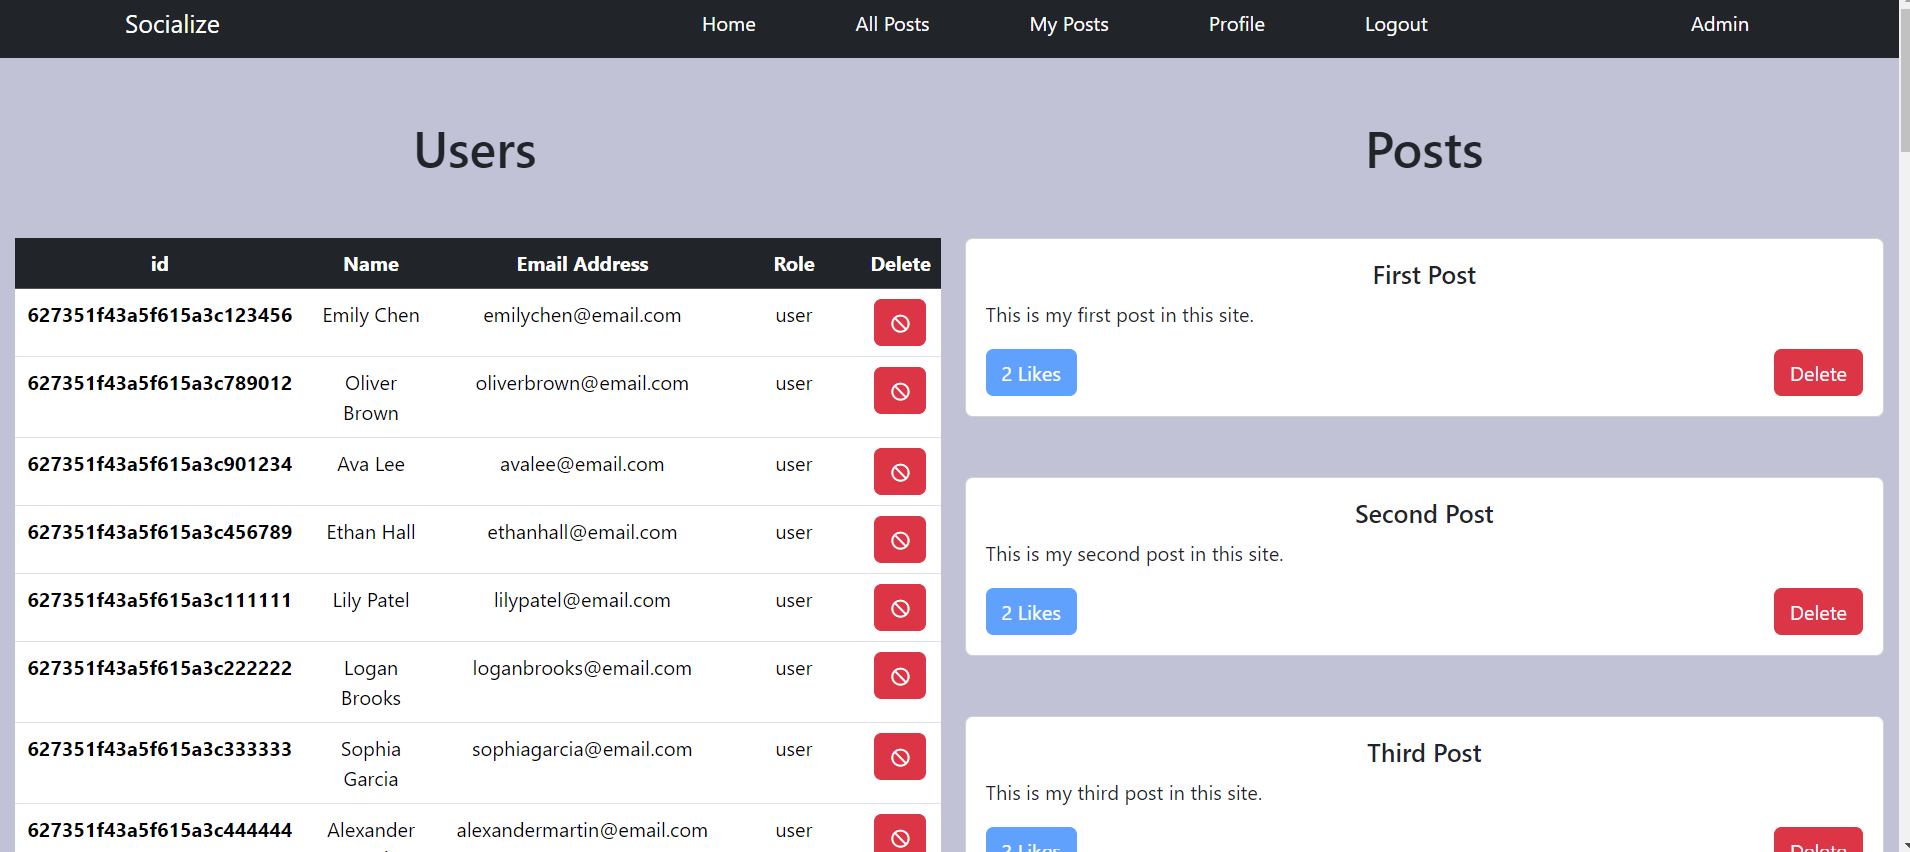 Socialize Home All Posts My Posts Profile Logout Admin
Users
id Name Email Address Role Delete
627351f43a5f615a3c123456 Emily Chen emilychen@email.com user
627351f43a5f615a3c789012 Oliver Brown oliverbrown@email.com user
627351f43a5f615a3c901234 Ava Lee avalee@email.com user
627351f43a5f615a3c456789 Ethan Hall ethanhall@email.com user
627351f43a5f615a3c111111 Lily Patel lilypatel@email.com user
627351f43a5f615a3c222222 Logan Brooks loganbrooks@email.com user
627351f43a5f615a3c333333 Sophia Garcia sophiagarcia@email.com user
627351f43a5f615a3c444444 Alexander alexandermartin@email.com user
Posts
First Post
This is my first post in this site.
2 Likes Delete
Second Post
This is my second post in this site.
2 Likes Delete
Third Post
This is my third post in this site.
2 Likes Delete